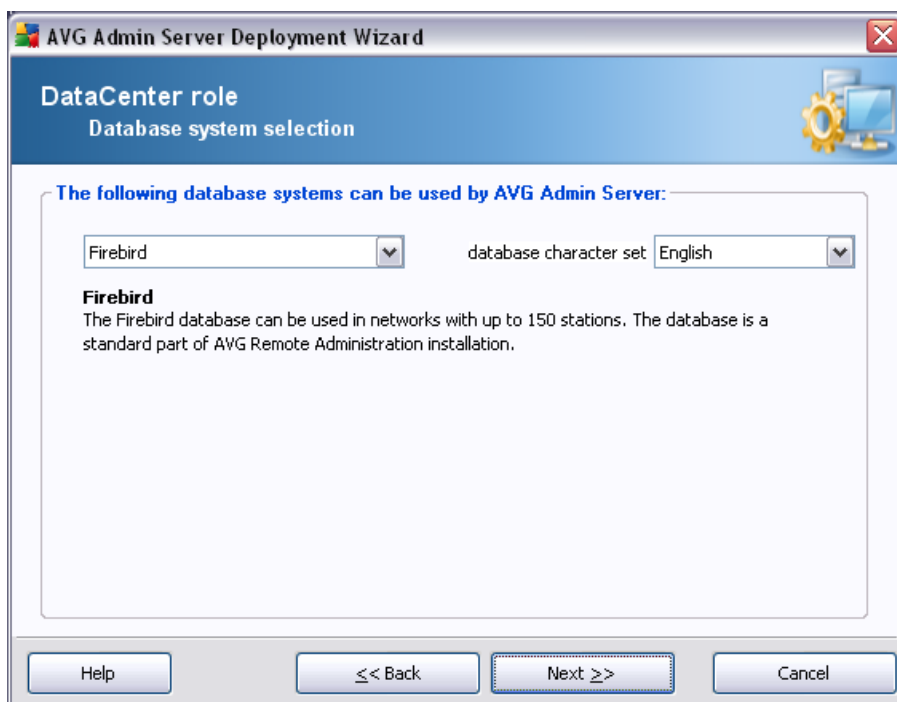 AVG Admin Server Deployment Wizard
DataCenter role
Database system selection
The following database systems can be used by AVG Admin Server:
Firebird
database character set English
Firebird
The Firebird database can be used in networks with up to 150 stations. The database is a
standard part of AVG Remote Administration installation.
Help
<< Back
Next >>
Cancel